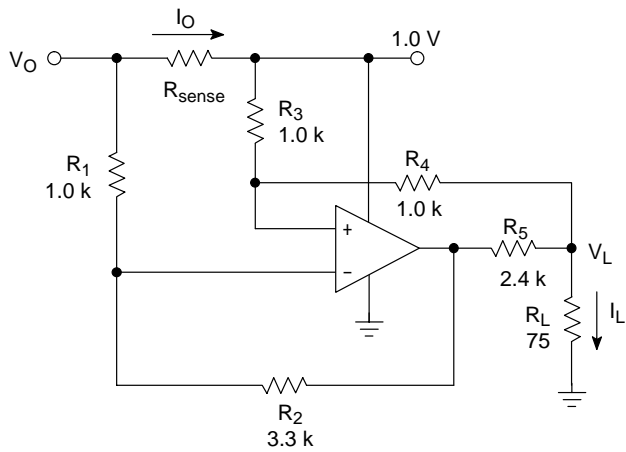 I_O
V_O
1.0 V
R_sense
R_3
1.0 k
R_1
1.0 k
R_4
1.0 k
+
−
R_5
2.4 k
V_L
R_L
75
I_L
R_2
3.3 k